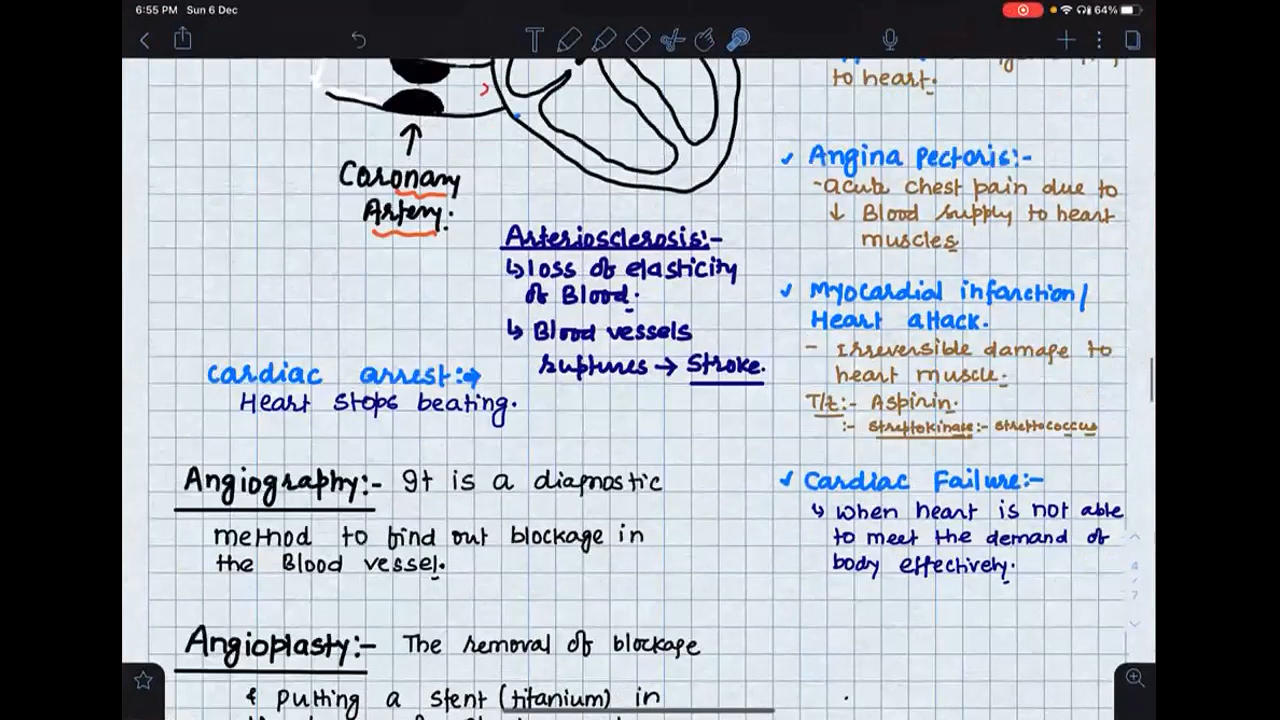 6:55 PM Sun 6 Dec
64%
T
to heart.
Coronary
Artery.
Arteriosclerosis:-
↳ loss of elasticity
of Blood.
↳ Blood vessels
ruptures → Stroke.
cardiac arrest:→
Heart stops beating.
Angiography:- It is a diagnostic
method to find out blockage in
the Blood vessel.
Angioplasty:- The removal of blockage
& putting a stent (titanium) in
✓ Angina Pectoris:-
-acute chest pain due to
↓ Blood supply to heart
muscles
✓ Myocardial infarction/
Heart attack.
- Irreversible damage to
heart muscle.
T/t:- Aspirin.
:- Streptokinase:- streptococcus
✓ Cardiac Failure:-
↳ when heart is not able
to meet the demand of
body effectively.
4
/
7